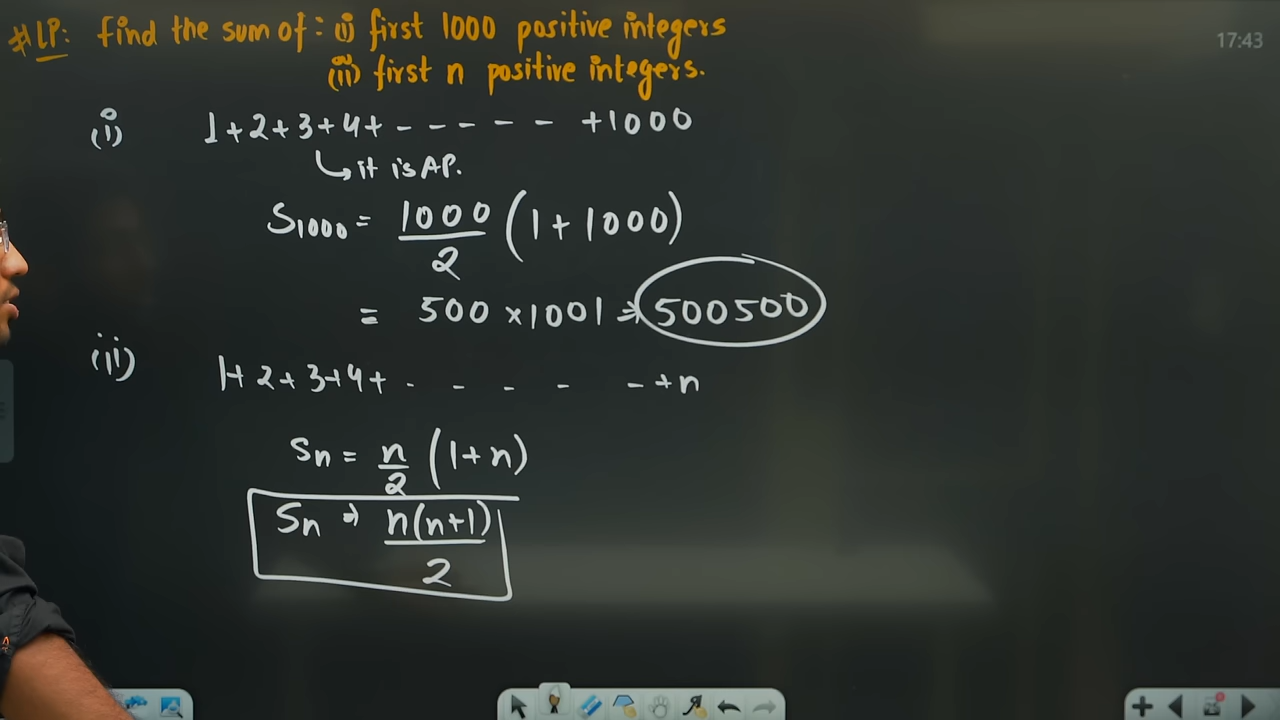 #LP: Find the sum of: (i) first 1000 positive integers
17:43
(ii) first n positive integers.
(i) 1+2+3+4+ - - - - - +1000
↳ it is AP.
S1000 = 1000/2 (1+1000)
= 500 ×1001 ⇒ 500500
(ii) 1+2+3+4+ - - - - - +n
Sn = n/2 (1+n)
Sn ⇒ n(n+1)/2